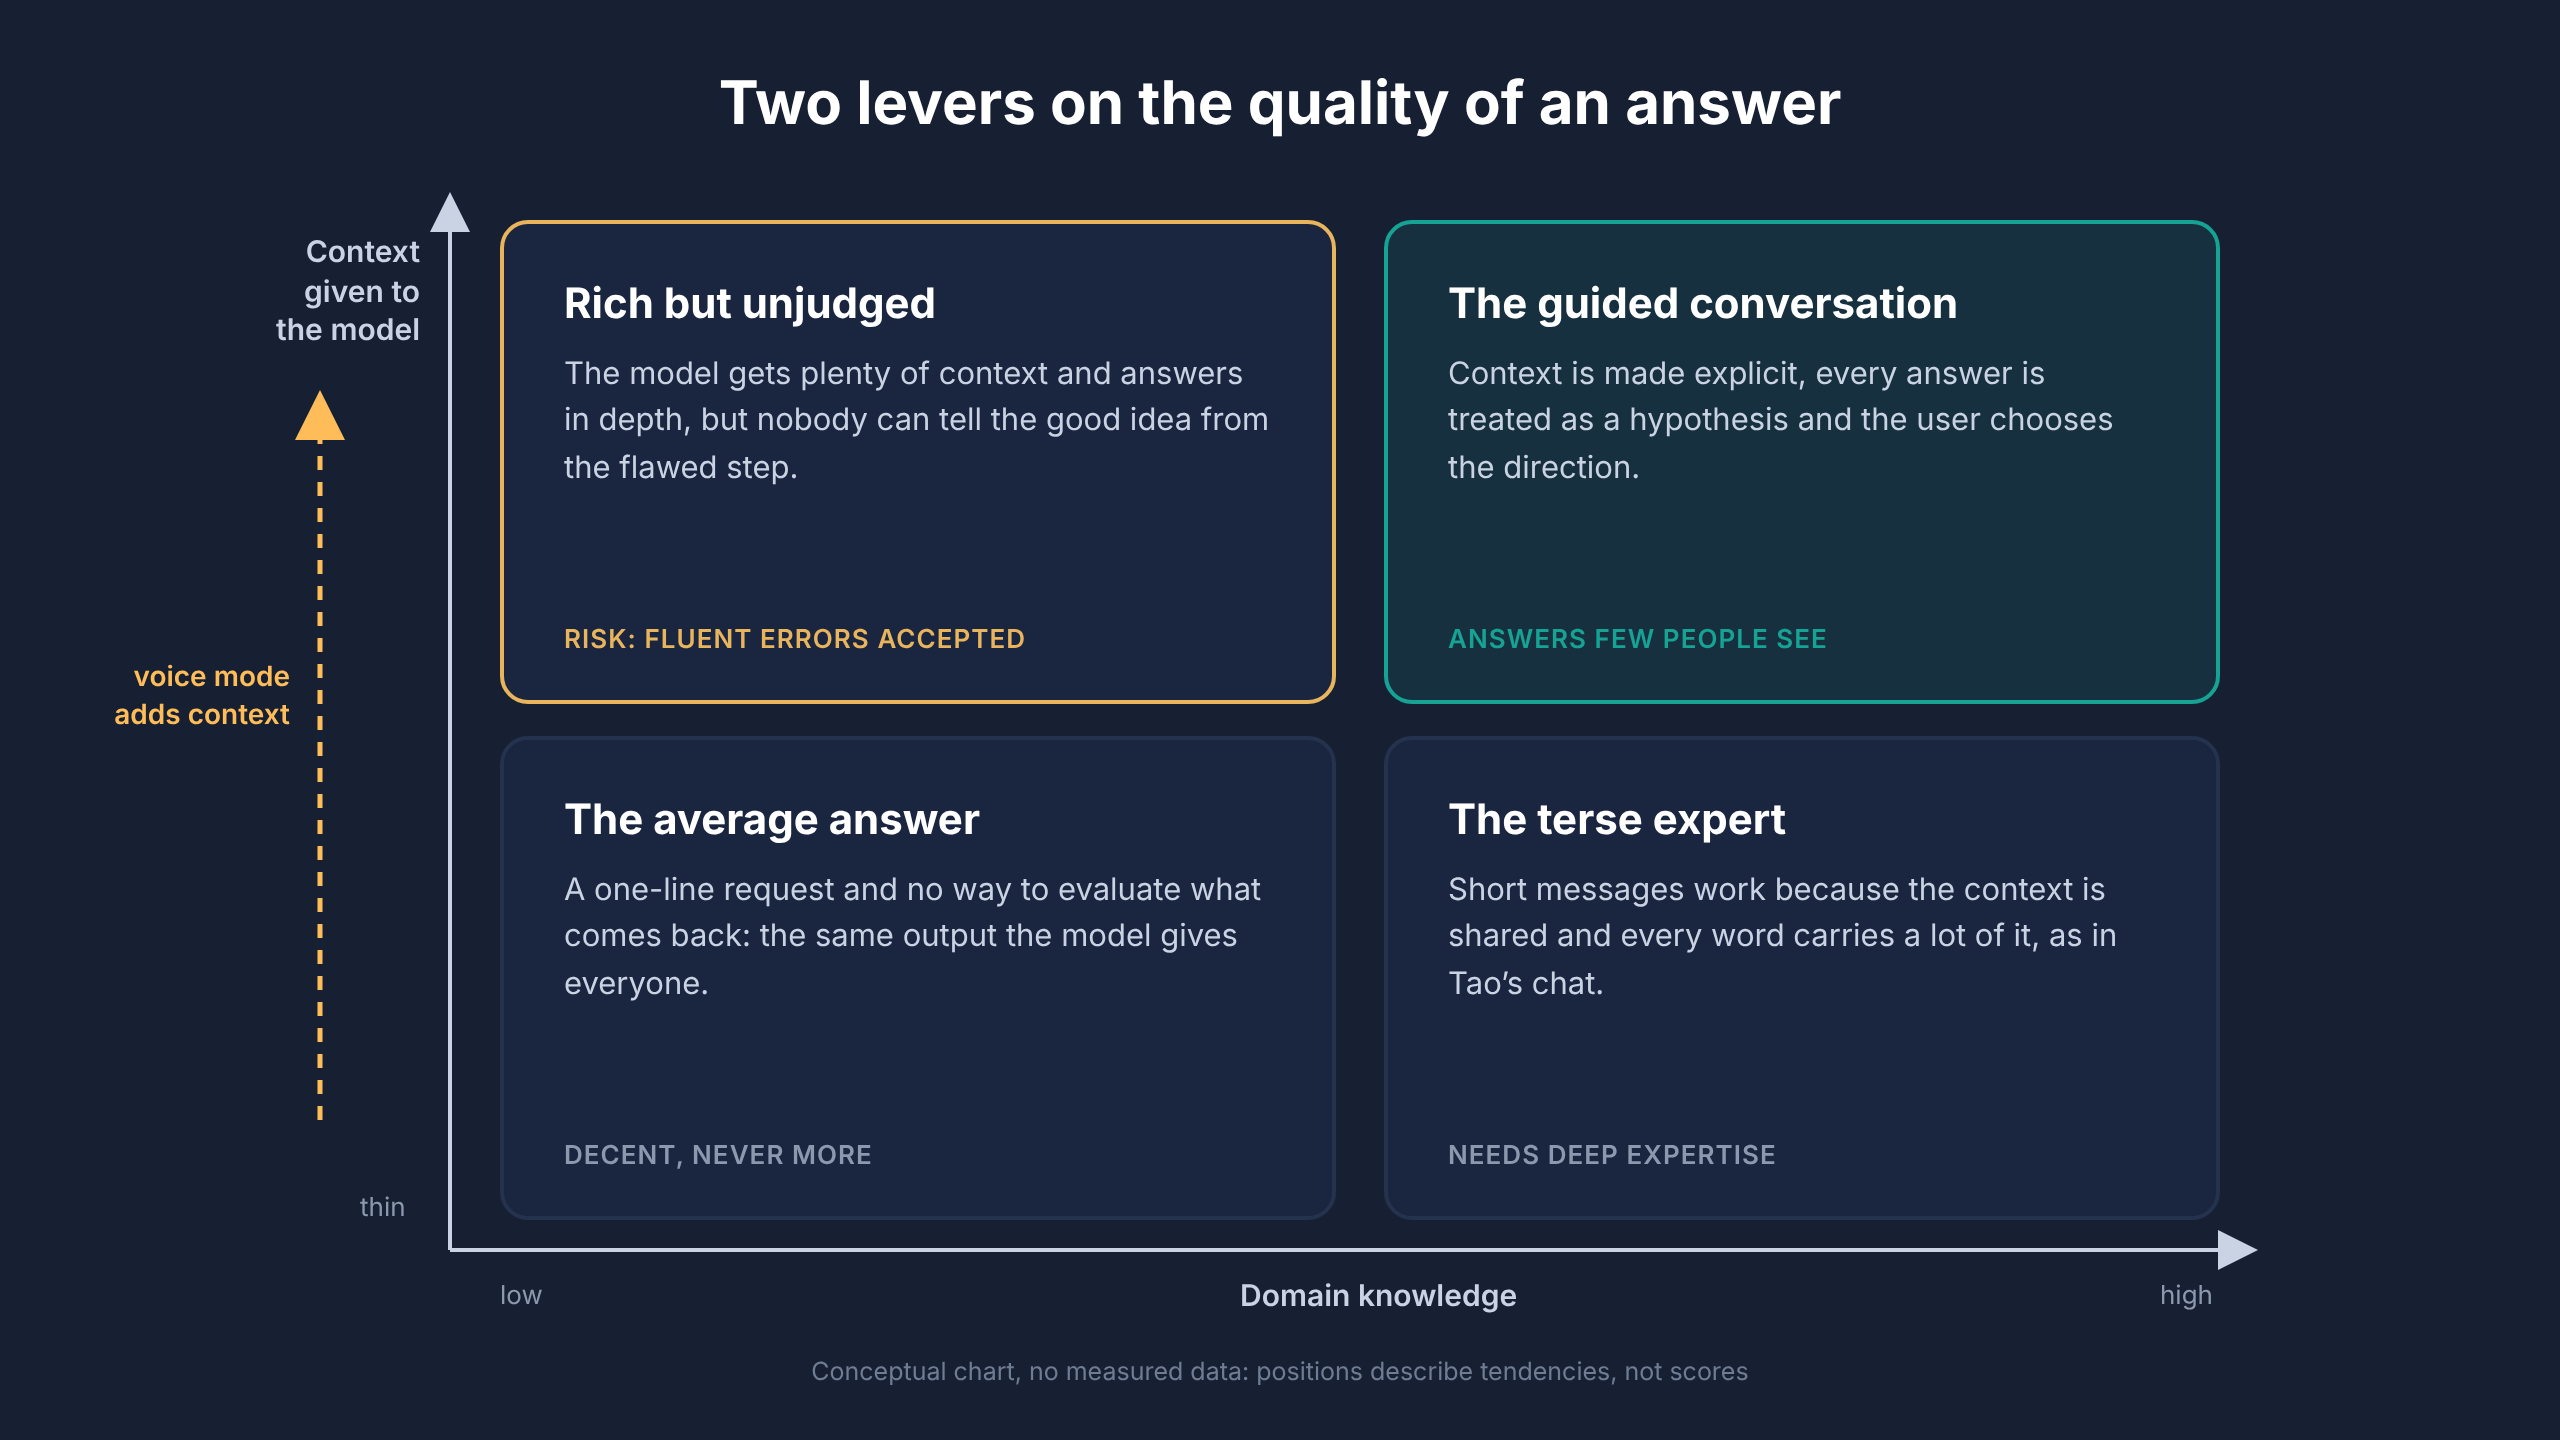 Two levers on the quality of an answer
Context
given to
the model
voice mode
adds context
thin
Rich but unjudged
The model gets plenty of context and answers
in depth, but nobody can tell the good idea from
the flawed step.
RISK: FLUENT ERRORS ACCEPTED
The guided conversation
Context is made explicit, every answer is
treated as a hypothesis and the user chooses
the direction.
ANSWERS FEW PEOPLE SEE
The average answer
A one-line request and no way to evaluate what
comes back: the same output the model gives
everyone.
DECENT, NEVER MORE
The terse expert
Short messages work because the context is
shared and every word carries a lot of it, as in
Tao’s chat.
NEEDS DEEP EXPERTISE
low
Domain knowledge
high
Conceptual chart, no measured data: positions describe tendencies, not scores